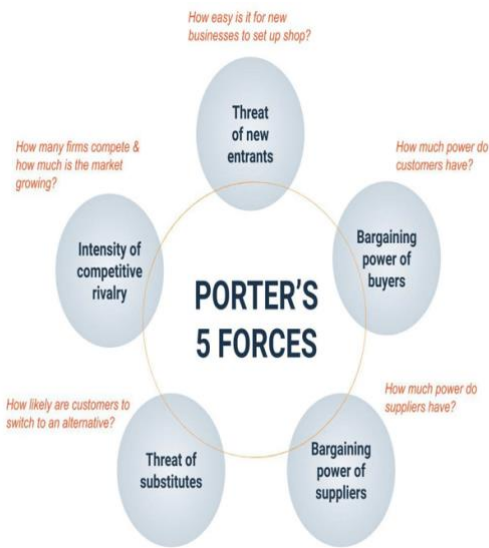 How easy is it for new
businesses to set up shop?
Threat
of new
entrants
How many firms compete &
how much is the market
growing?
How much power do
customers have?
Intensity of
competitive
rivalry
Bargaining
power of
buyers
PORTER'S
5 FORCES
How likely are customers to
switch to an alternative?
How much power do
suppliers have?
Threat of
substitutes
Bargaining
power of
suppliers